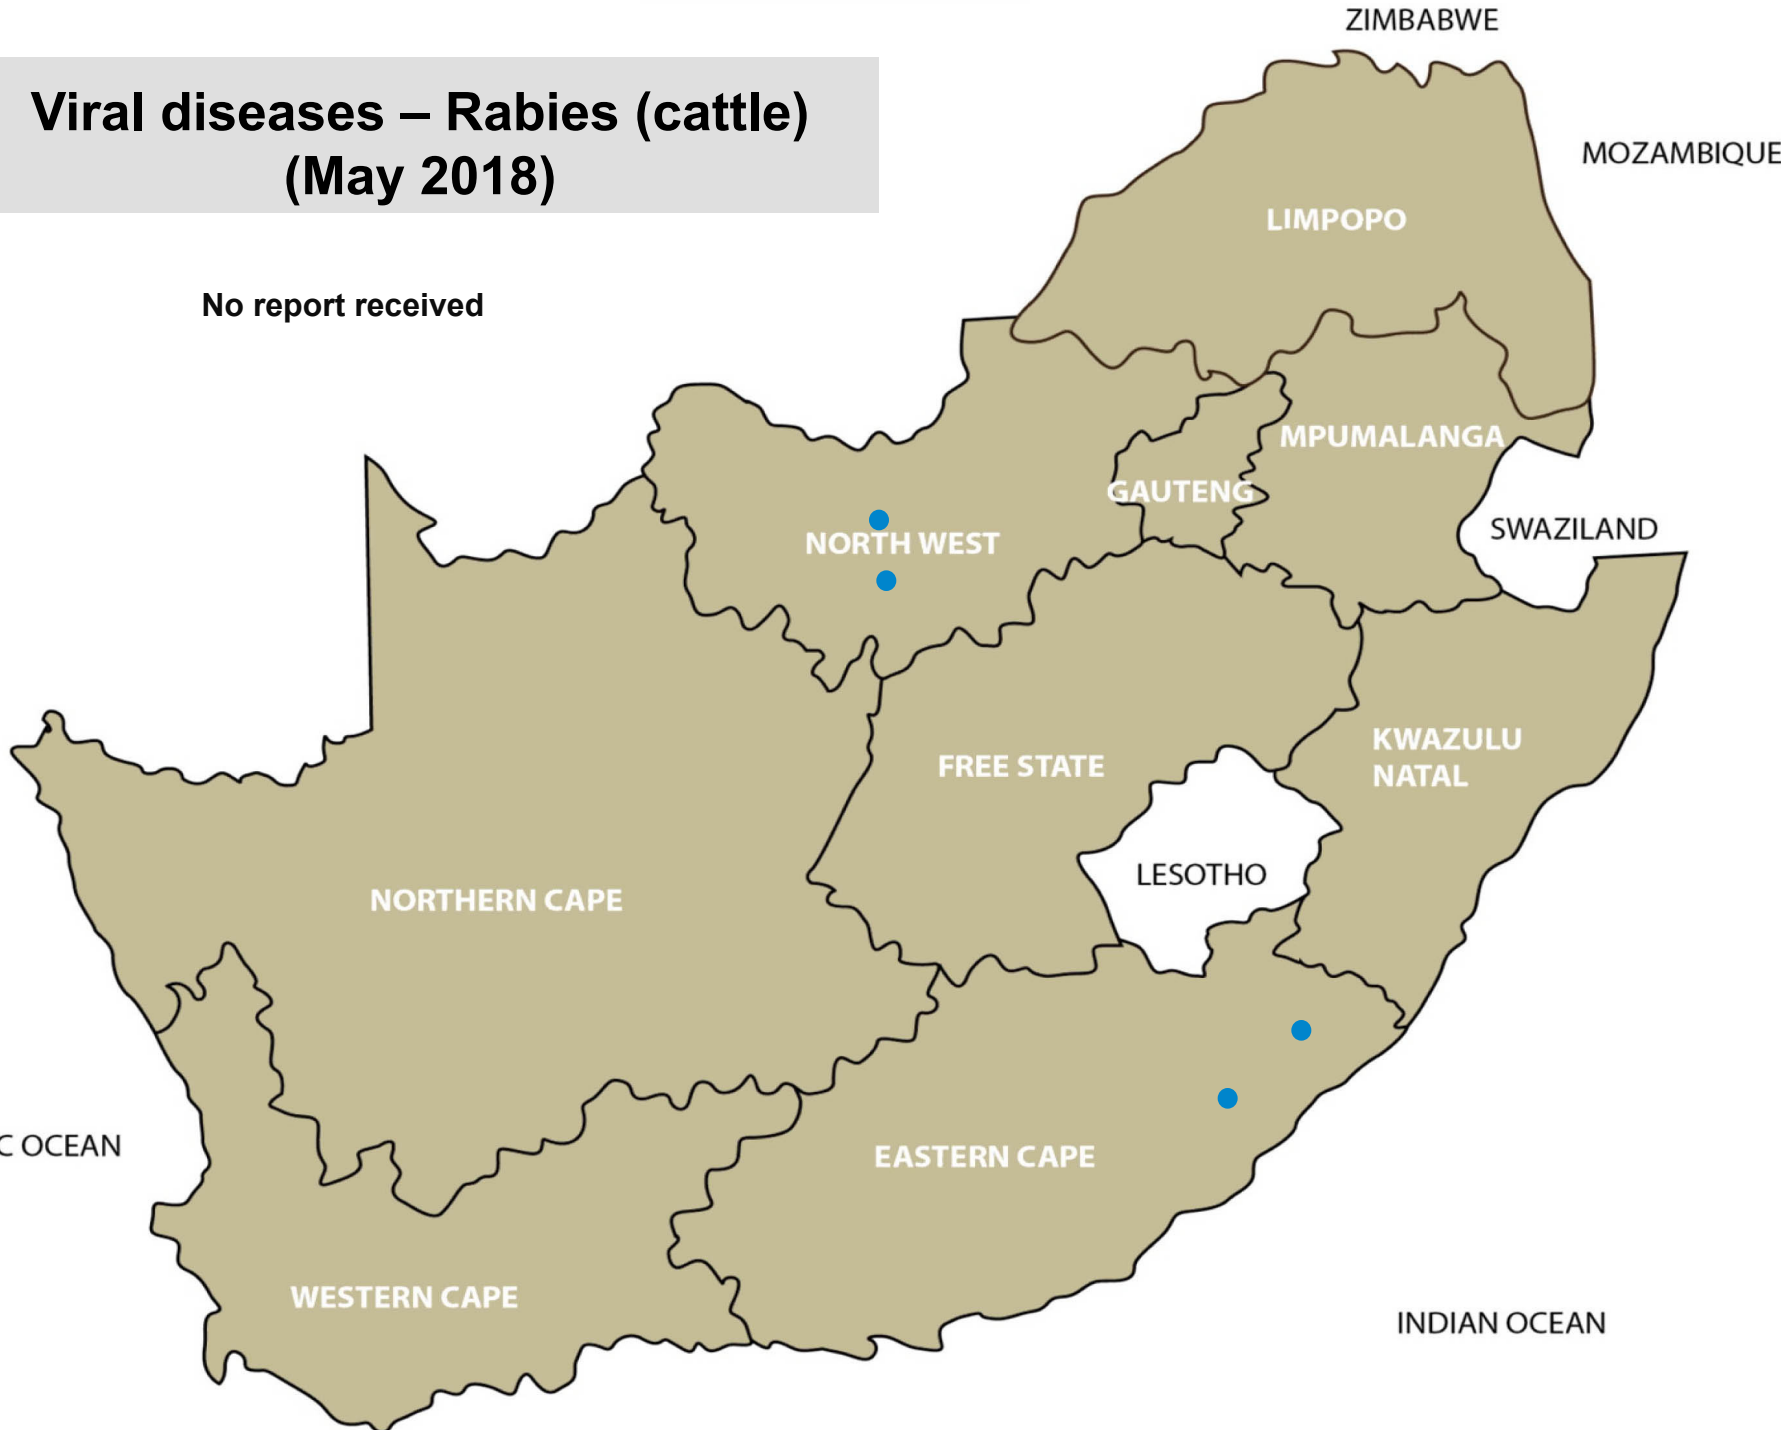 ZIMBABWE
Viral diseases – Rabies (cattle)
(May 2018)
MOZAMBIQUE
LIMPOPO
No report received
MPUMALANGA
GAUTENG
SWAZILAND
NORTH WEST
KWAZULU
NATAL
FREE STATE
LESOTHO
NORTHERN CAPE
C OCEAN
EASTERN CAPE
WESTERN CAPE
INDIAN OCEAN